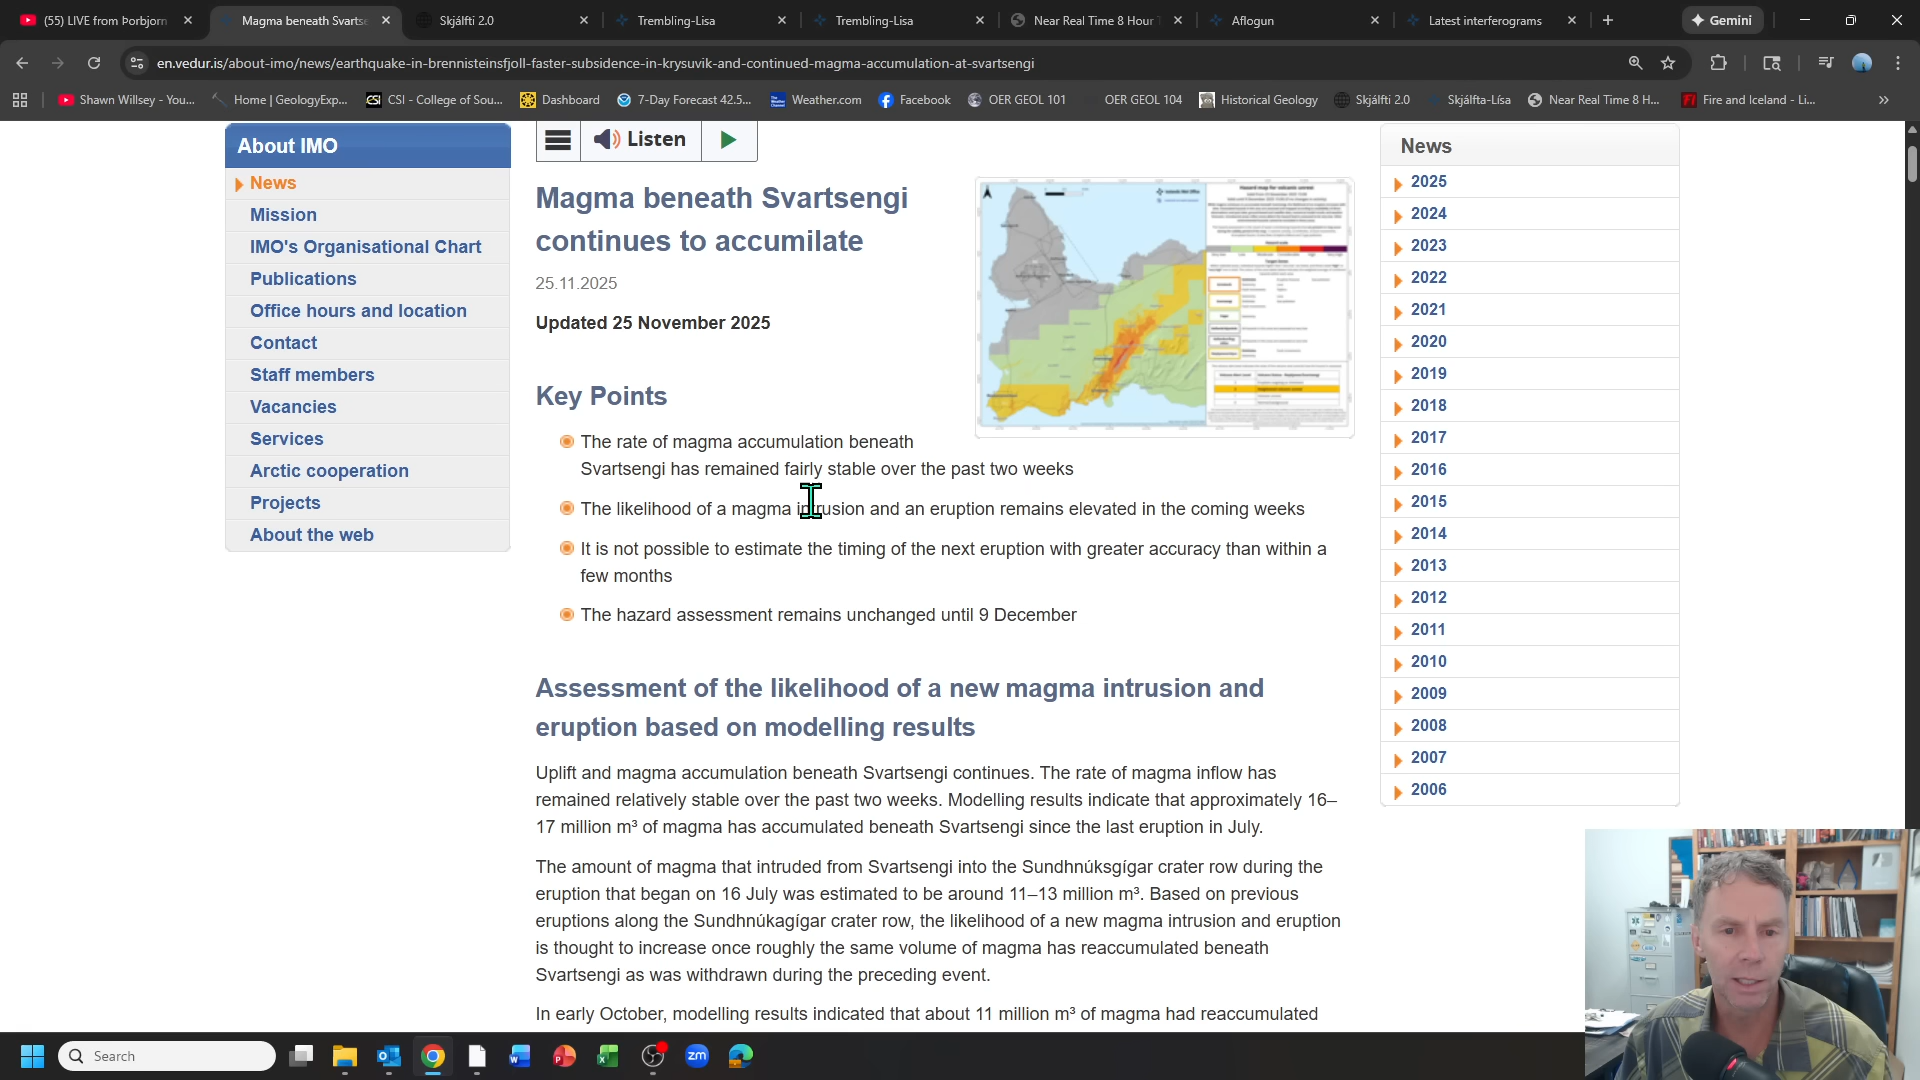 (55) LIVE from Þorbjorn
Magma beneath Svartse
Skjálfti 2.0
Trembling-Lisa
Trembling-Lisa
Near Real Time 8 Hour
Aflogun
Latest interferograms
Gemini
en.vedur.is/about-imo/news/earthquake-in-brennisteinsfjoll-faster-subsidence-in-krysuvik-and-continued-magma-accumulation-at-svartsengi
Shawn Willsey - You...
Home | GeologyExp...
CSI - College of Sou...
Dashboard
7-Day Forecast 42.5...
Weather.com
Facebook
OER GEOL 101
OER GEOL 104
Historical Geology
Skjálfti 2.0
Skjálfta-Lísa
Near Real Time 8 H...
Fire and Iceland - Li...
About IMO
News
Mission
IMO's Organisational Chart
Publications
Office hours and location
Contact
Staff members
Vacancies
Services
Arctic cooperation
Projects
About the web
Listen
Magma beneath Svartsengi
continues to accumilate
25.11.2025
Updated 25 November 2025
Key Points
The rate of magma accumulation beneath
Svartsengi has remained fairly stable over the past two weeks
The likelihood of a magma intrusion and an eruption remains elevated in the coming weeks
It is not possible to estimate the timing of the next eruption with greater accuracy than within a
few months
The hazard assessment remains unchanged until 9 December
Assessment of the likelihood of a new magma intrusion and
eruption based on modelling results
Uplift and magma accumulation beneath Svartsengi continues. The rate of magma inflow has
remained relatively stable over the past two weeks. Modelling results indicate that approximately 16–
17 million m³ of magma has accumulated beneath Svartsengi since the last eruption in July.
The amount of magma that intruded from Svartsengi into the Sundhnúksgígar crater row during the
eruption that began on 16 July was estimated to be around 11–13 million m³. Based on previous
eruptions along the Sundhnúkagígar crater row, the likelihood of a new magma intrusion and eruption
is thought to increase once roughly the same volume of magma has reaccumulated beneath
Svartsengi as was withdrawn during the preceding event.
In early October, modelling results indicated that about 11 million m³ of magma had reaccumulated
News
2025
2024
2023
2022
2021
2020
2019
2018
2017
2016
2015
2014
2013
2012
2011
2010
2009
2008
2007
2006
Search